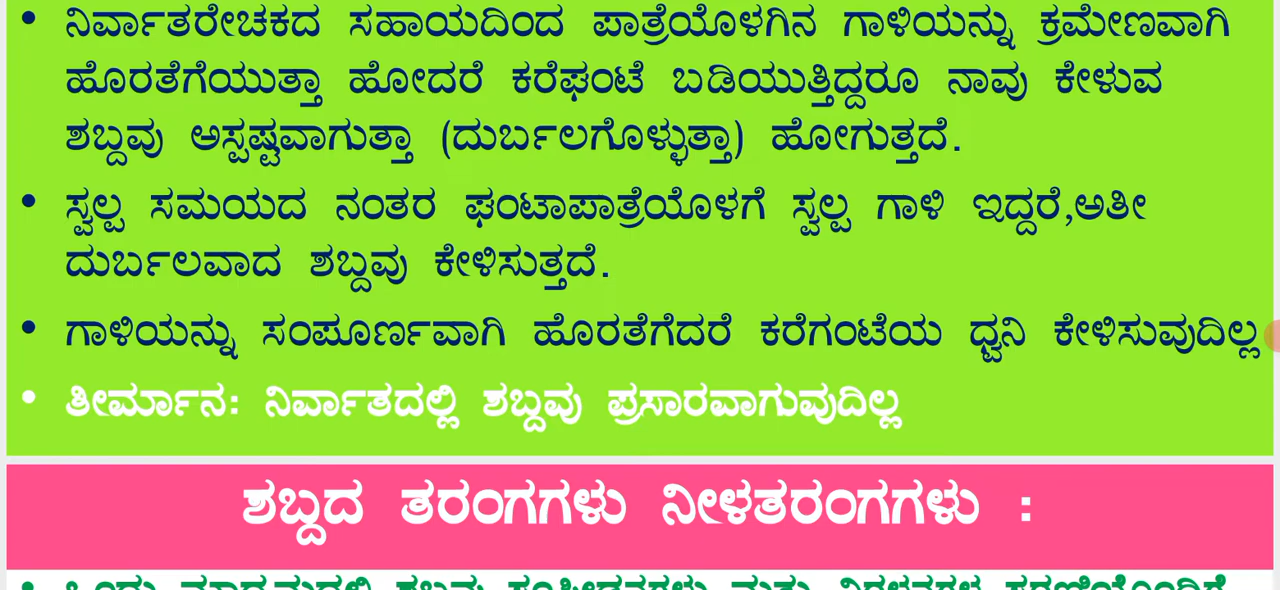 • ನಿರ್ವಾತರೇಚಕದ ಸಹಾಯದಿಂದ ಪಾತ್ರೆಯೊಳಗಿನ ಗಾಳಿಯನ್ನು ಕ್ರಮೇಣವಾಗಿ
ಹೊರತೆಗೆಯುತ್ತಾ ಹೋದರೆ ಕರೆಘಂಟೆ ಬಡಿಯುತ್ತಿದ್ದರೂ ನಾವು ಕೇಳುವ
ಶಬ್ದವು ಅಸ್ಪಷ್ಟವಾಗುತ್ತಾ (ದುರ್ಬಲಗೊಳ್ಳುತ್ತಾ) ಹೋಗುತ್ತದೆ.
• ಸ್ವಲ್ಪ ಸಮಯದ ನಂತರ ಘಂಟಾಪಾತ್ರೆಯೊಳಗೆ ಸ್ವಲ್ಪ ಗಾಳಿ ಇದ್ದರೆ,ಅತೀ
ದುರ್ಬಲವಾದ ಶಬ್ದವು ಕೇಳಿಸುತ್ತದೆ.
• ಗಾಳಿಯನ್ನು ಸಂಪೂರ್ಣವಾಗಿ ಹೊರತೆಗೆದರೆ ಕರೆಗಂಟೆಯ ಧ್ವನಿ ಕೇಳಿಸುವುದಿಲ್ಲ
• ತೀರ್ಮಾನ: ನಿರ್ವಾತದಲ್ಲಿ ಶಬ್ದವು ಪ್ರಸಾರವಾಗುವುದಿಲ್ಲ
ಶಬ್ದದ ತರಂಗಗಳು ನೀಳತರಂಗಗಳು :